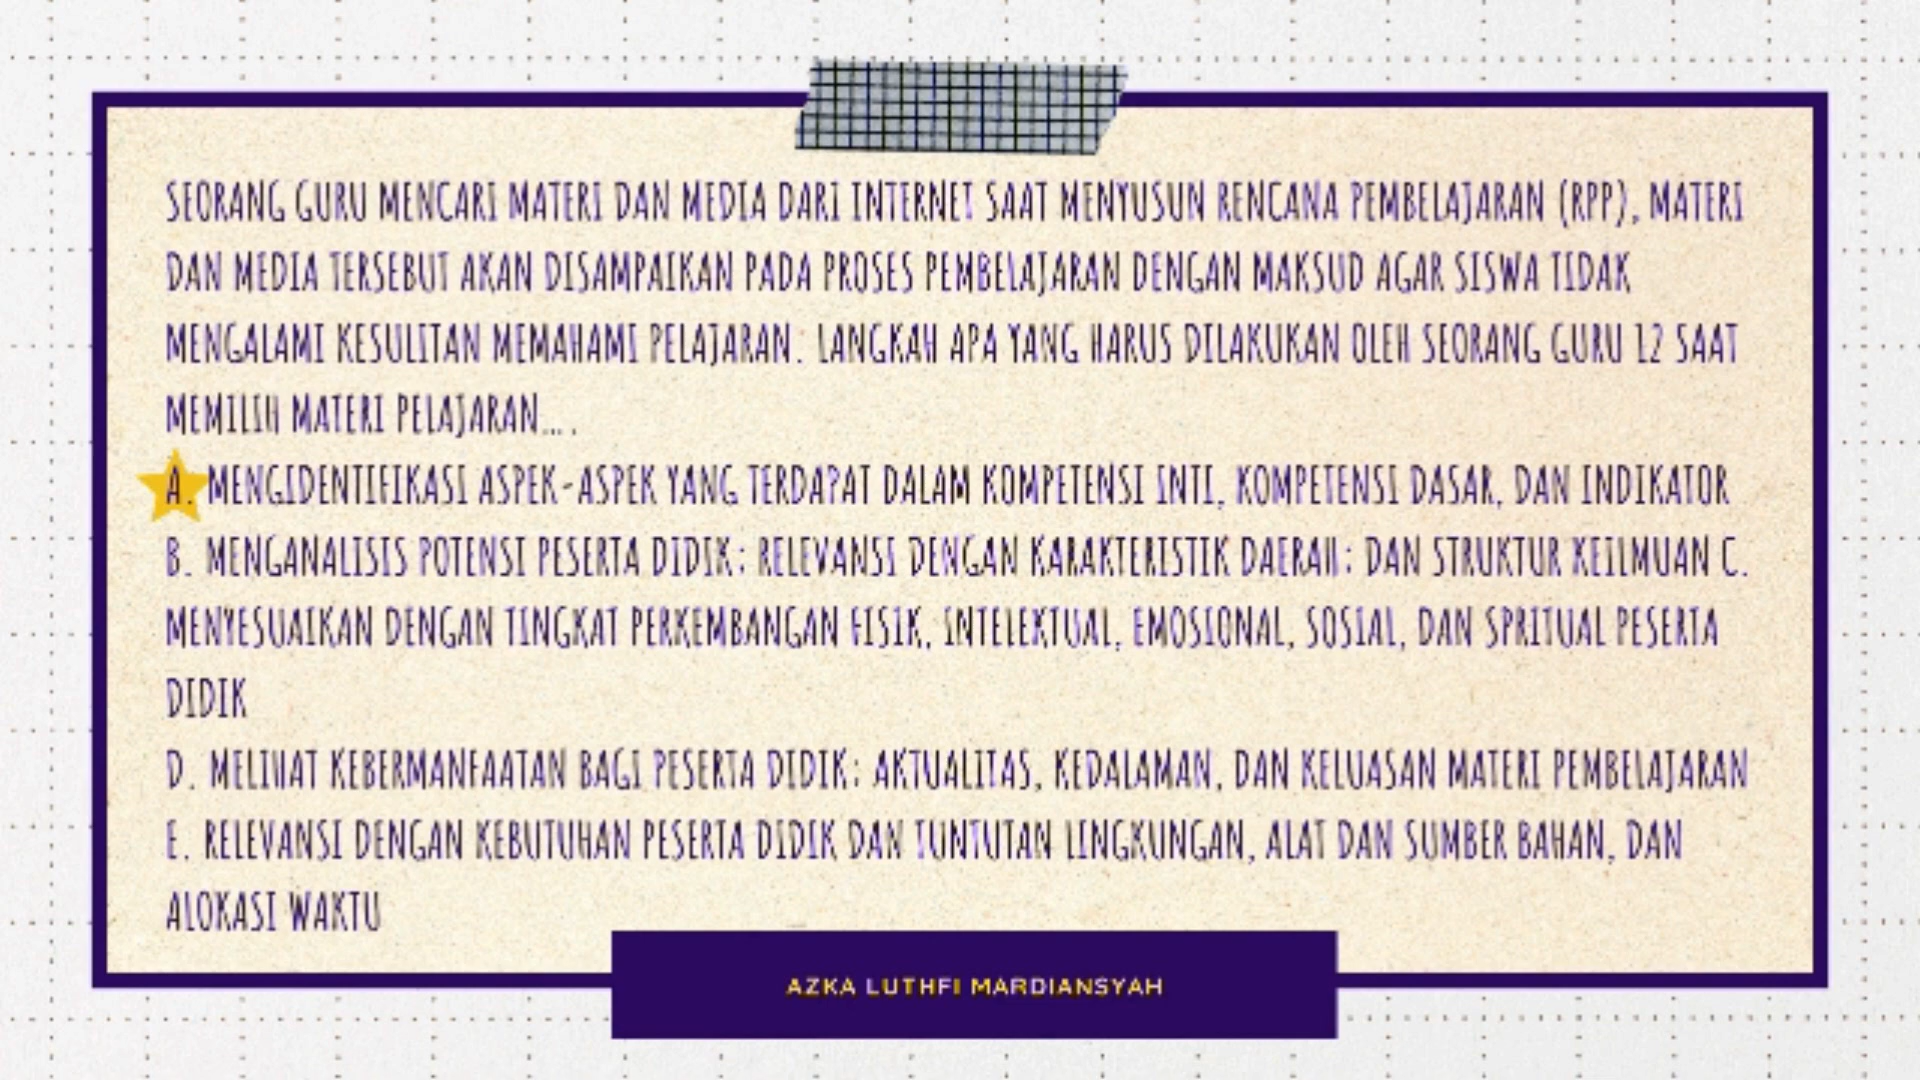 SEORANG GURU MENCARI MATERI DAN MEDIA DARI INTERNET SAAT MENYUSUN RENCANA PEMBELAJARAN (RPP), MATERI
DAN MEDIA TERSEBUT AKAN DISAMPAIKAN PADA PROSES PEMBELAJARAN DENGAN MAKSUD AGAR SISWA TIDAK
MENGALAMI KESULITAN MEMAHAMI PELAJARAN. LANGKAH APA YANG HARUS DILAKUKAN OLEH SEORANG GURU 12 SAAT
MEMILIH MATERI PELAJARAN....
A. MENGIDENTIFIKASI ASPEK-ASPEK YANG TERDAPAT DALAM KOMPETENSI INTI, KOMPETENSI DASAR, DAN INDIKATOR
B. MENGANALISIS POTENSI PESERTA DIDIK; RELEVANSI DENGAN KARAKTERISTIK DAERAH; DAN STRUKTUR KEILMUAN C.
MENYESUAIKAN DENGAN TINGKAT PERKEMBANGAN FISIK, INTELEKTUAL, EMOSIONAL, SOSIAL, DAN SPRITUAL PESERTA
DIDIK
D. MELIHAT KEBERMANFAATAN BAGI PESERTA DIDIK; AKTUALITAS, KEDALAMAN, DAN KELUASAN MATERI PEMBELAJARAN
E. RELEVANSI DENGAN KEBUTUHAN PESERTA DIDIK DAN TUNTUTAN LINGKUNGAN, ALAT DAN SUMBER BAHAN, DAN
ALOKASI WAKTU
AZKA LUTHFI MARDIANSYAH